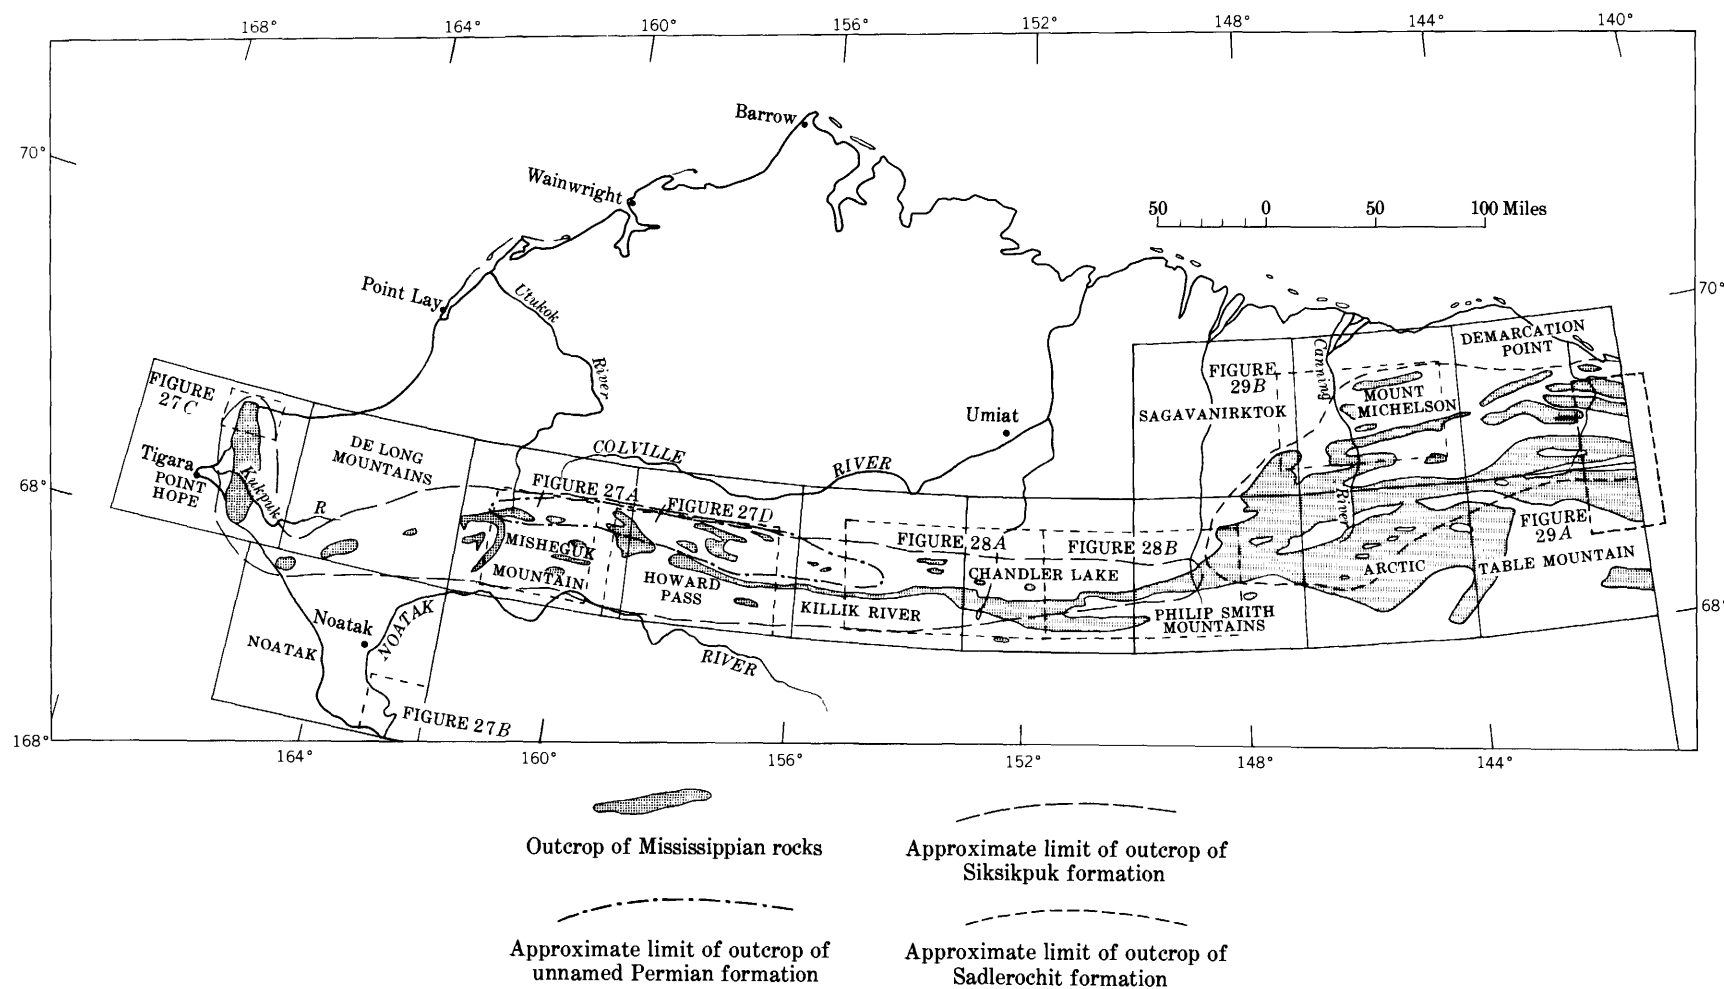 168° 164° 160° 156° 152° 148° 144° 140°
Barrow
70°
Wainwright
50 0 50 100 Miles
Point Lay
Utukok
River
70°
DEMARCATION
POINT
FIGURE
27C
FIGURE
29B
Canning
River
MOUNT
MICHELSON
SAGAVANIRKTOK
Umiat
DE LONG
MOUNTAINS
COLVILLE
RIVER
Tigara
POINT
HOPE
Kukpuk
R
68°
FIGURE 27A
FIGURE 27D
FIGURE
29A
MISHEGUK
MOUNTAIN
FIGURE 28A
FIGURE 28B
CHANDLER LAKE
ARCTIC
TABLE MOUNTAIN
HOWARD
PASS
KILLIK RIVER
PHILIP SMITH
MOUNTAINS
68°
Noatak
NOATAK
NOATAK
RIVER
FIGURE 27B
168°
164° 160° 156° 152° 148° 144°
Outcrop of Mississippian rocks
Approximate limit of outcrop of
Siksikpuk formation
Approximate limit of outcrop of
unnamed Permian formation
Approximate limit of outcrop of
Sadlerochit formation